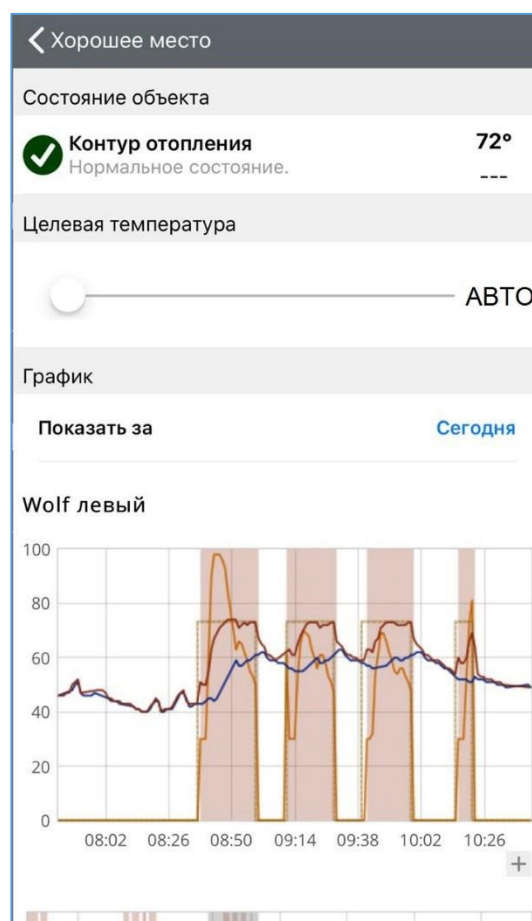 Хорошее место
Состояние объекта
Контур отопления 72°
Нормальное состояние. ---
Целевая температура
АВТО
График
Показать за Сегодня
Wolf левый
100
80
60
40
20
0
08:02 08:26 08:50 09:14 09:38 10:02 10:26
+